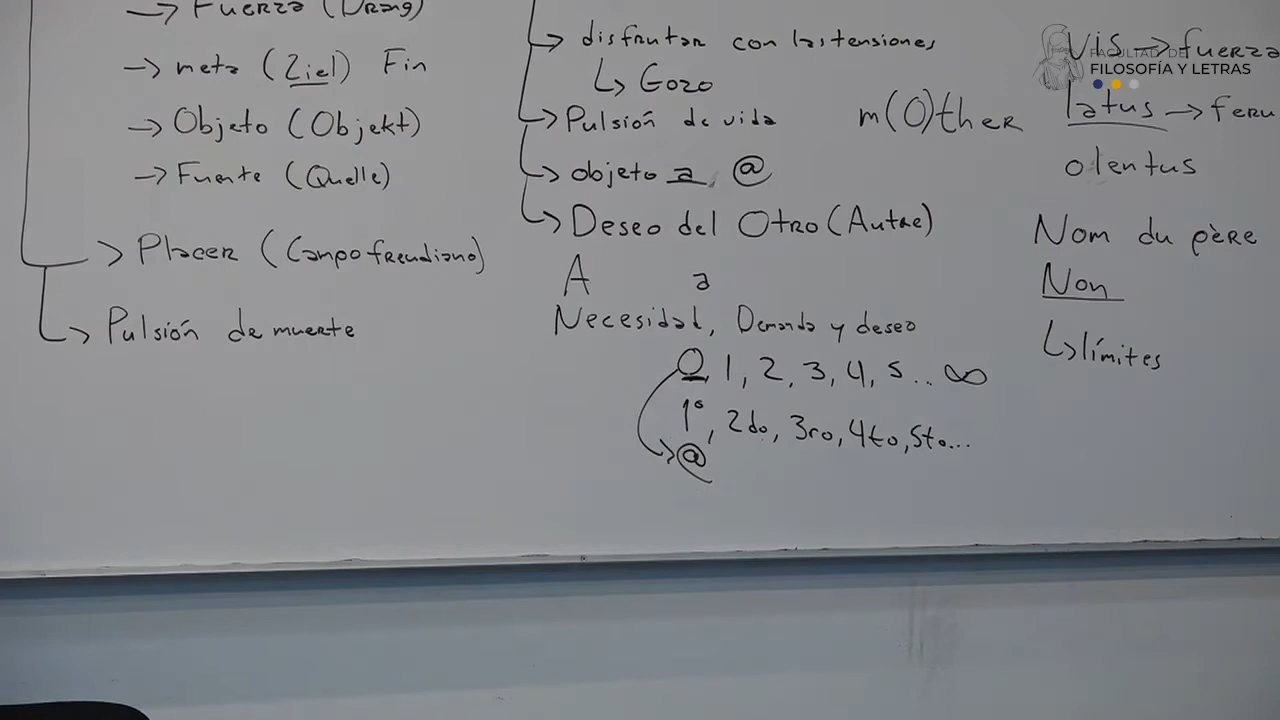 → Fuerza (Drang)
→ meta (Ziel) Fin
→ Objeto (Objekt)
→ Fuente (Quelle)
→ Placer (Campo freudiano)
→ Pulsión de muerte
→ disfrutar con las tensiones
↳ Gozo
→ Pulsión de vida
→ objeto a @
→ Deseo del Otro (Autre)
A a
Necesidad, Demanda y deseo
0, 1, 2, 3, 4, 5... ∞
1°, 2do, 3ro, 4to, 5to...
@
m(O)ther
Vis → fuerza
latus → feru
olentus
Nom du père
Non
↳ límites
FACULTAD DE
FILOSOFÍA Y LETRAS